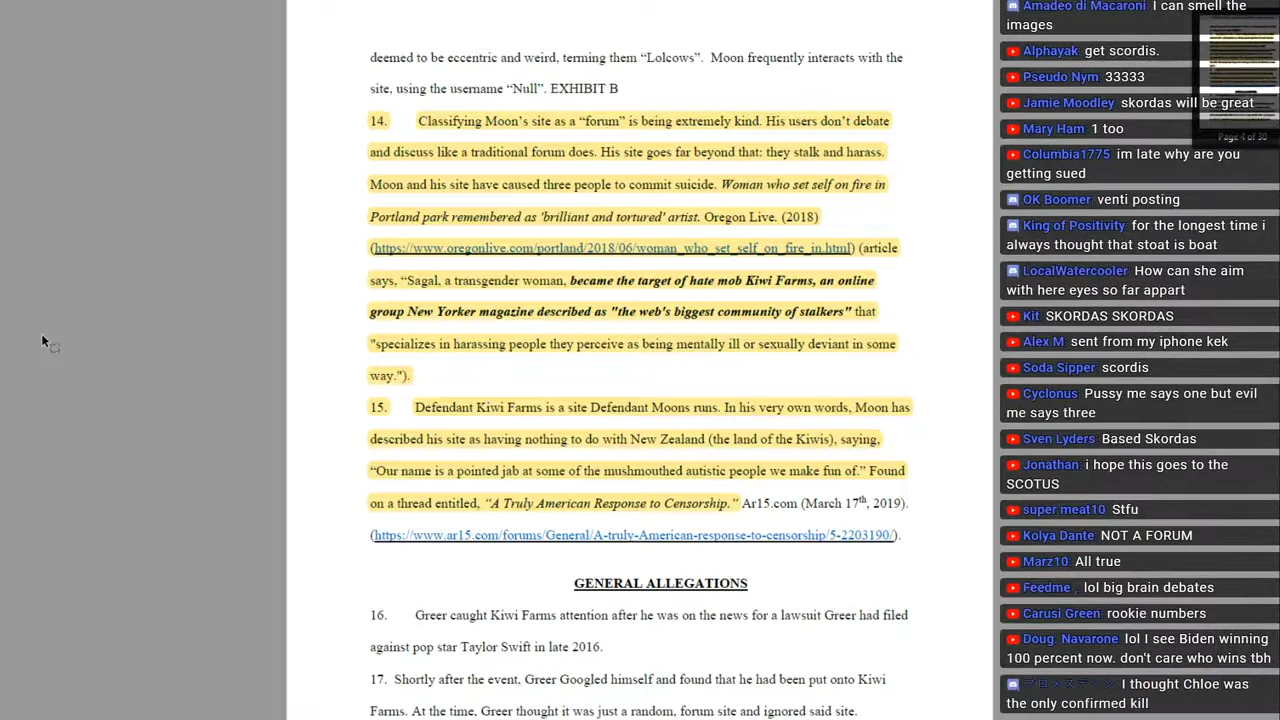 deemed to be eccentric and weird, terming them “Lolcows”. Moon frequently interacts with the
site, using the username “Null”. EXHIBIT B
14. Classifying Moon’s site as a “forum” is being extremely kind. His users don’t debate
and discuss like a traditional forum does. His site goes far beyond that: they stalk and harass.
Moon and his site have caused three people to commit suicide. Woman who set self on fire in
Portland park remembered as 'brilliant and tortured' artist. Oregon Live. (2018)
(https://www.oregonlive.com/portland/2018/06/woman_who_set_self_on_fire_in.html) (article
says, “Sagal, a transgender woman, became the target of hate mob Kiwi Farms, an online
group New Yorker magazine described as "the web's biggest community of stalkers" that
"specializes in harassing people they perceive as being mentally ill or sexually deviant in some
way.").
15. Defendant Kiwi Farms is a site Defendant Moons runs. In his very own words, Moon has
described his site as having nothing to do with New Zealand (the land of the Kiwis), saying,
“Our name is a pointed jab at some of the mushmouthed autistic people we make fun of.” Found
on a thread entitled, “A Truly American Response to Censorship.” Ar15.com (March 17th, 2019).
(https://www.ar15.com/forums/General/A-truly-American-response-to-censorship/5-2203190/).
GENERAL ALLEGATIONS
16. Greer caught Kiwi Farms attention after he was on the news for a lawsuit Greer had filed
against pop star Taylor Swift in late 2016.
17. Shortly after the event, Greer Googled himself and found that he had been put onto Kiwi
Farms. At the time, Greer thought it was just a random, forum site and ignored said site.
Amadeo di Macaroni: I can smell the
images
Alphayak get scordis.
Pseudo Nym 33333
Jamie Moodley skordas will be great
Mary Ham: 1 too
Page 4 of 30
Columbia1775 im late why are you
getting sued
OK Boomer venti posting
King of Positivity for the longest time i
always thought that stoat is boat
LocalWatercooler How can she aim
with here eyes so far appart
Kit SKORDAS SKORDAS
Alex M sent from my iphone kek
Soda Sipper scordis
Cyclonus Pussy me says one but evil
me says three
Sven Lyders Based Skordas
Jonathan i hope this goes to the
SCOTUS
super meat10 Stfu
Kolya Dante NOT A FORUM
Marz10 All true
Feedme_ lol big brain debates
Carusi Green rookie numbers
Doug. Navarone lol I see Biden winning
100 percent now. don't care who wins tbh
I thought Chloe was
the only confirmed kill